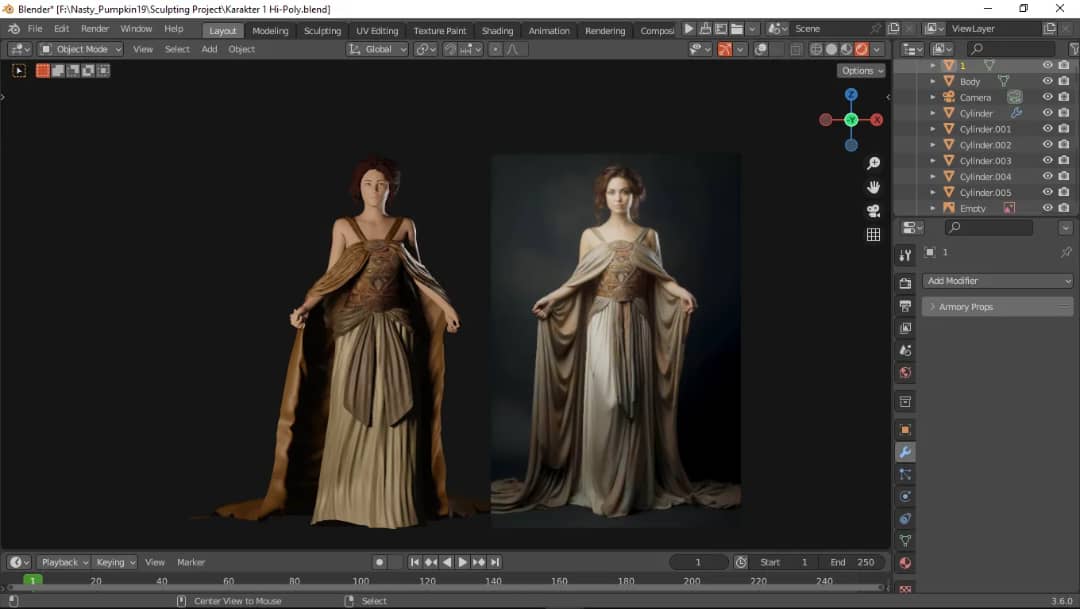 Blender* [F:\Nasty_Pumpkin19\Sculpting Project\Karakter 1 Hi-Poly.blend]
File Edit Render Window Help Layout Modeling Sculpting UV Editing Texture Paint Shading Animation Rendering Compos Scene ViewLayer
Object Mode View Select Add Object Global
Options
1
Body
Camera
Cylinder
Cylinder.001
Cylinder.002
Cylinder.003
Cylinder.004
Cylinder.005
Empty
Z
-Y X
1
Add Modifier
Armory Props
Playback Keying View Marker 1 Start 1 End 250
1 20 40 60 80 100 120 140 160 180 200 220 240
Center View to Mouse Select 3.6.0